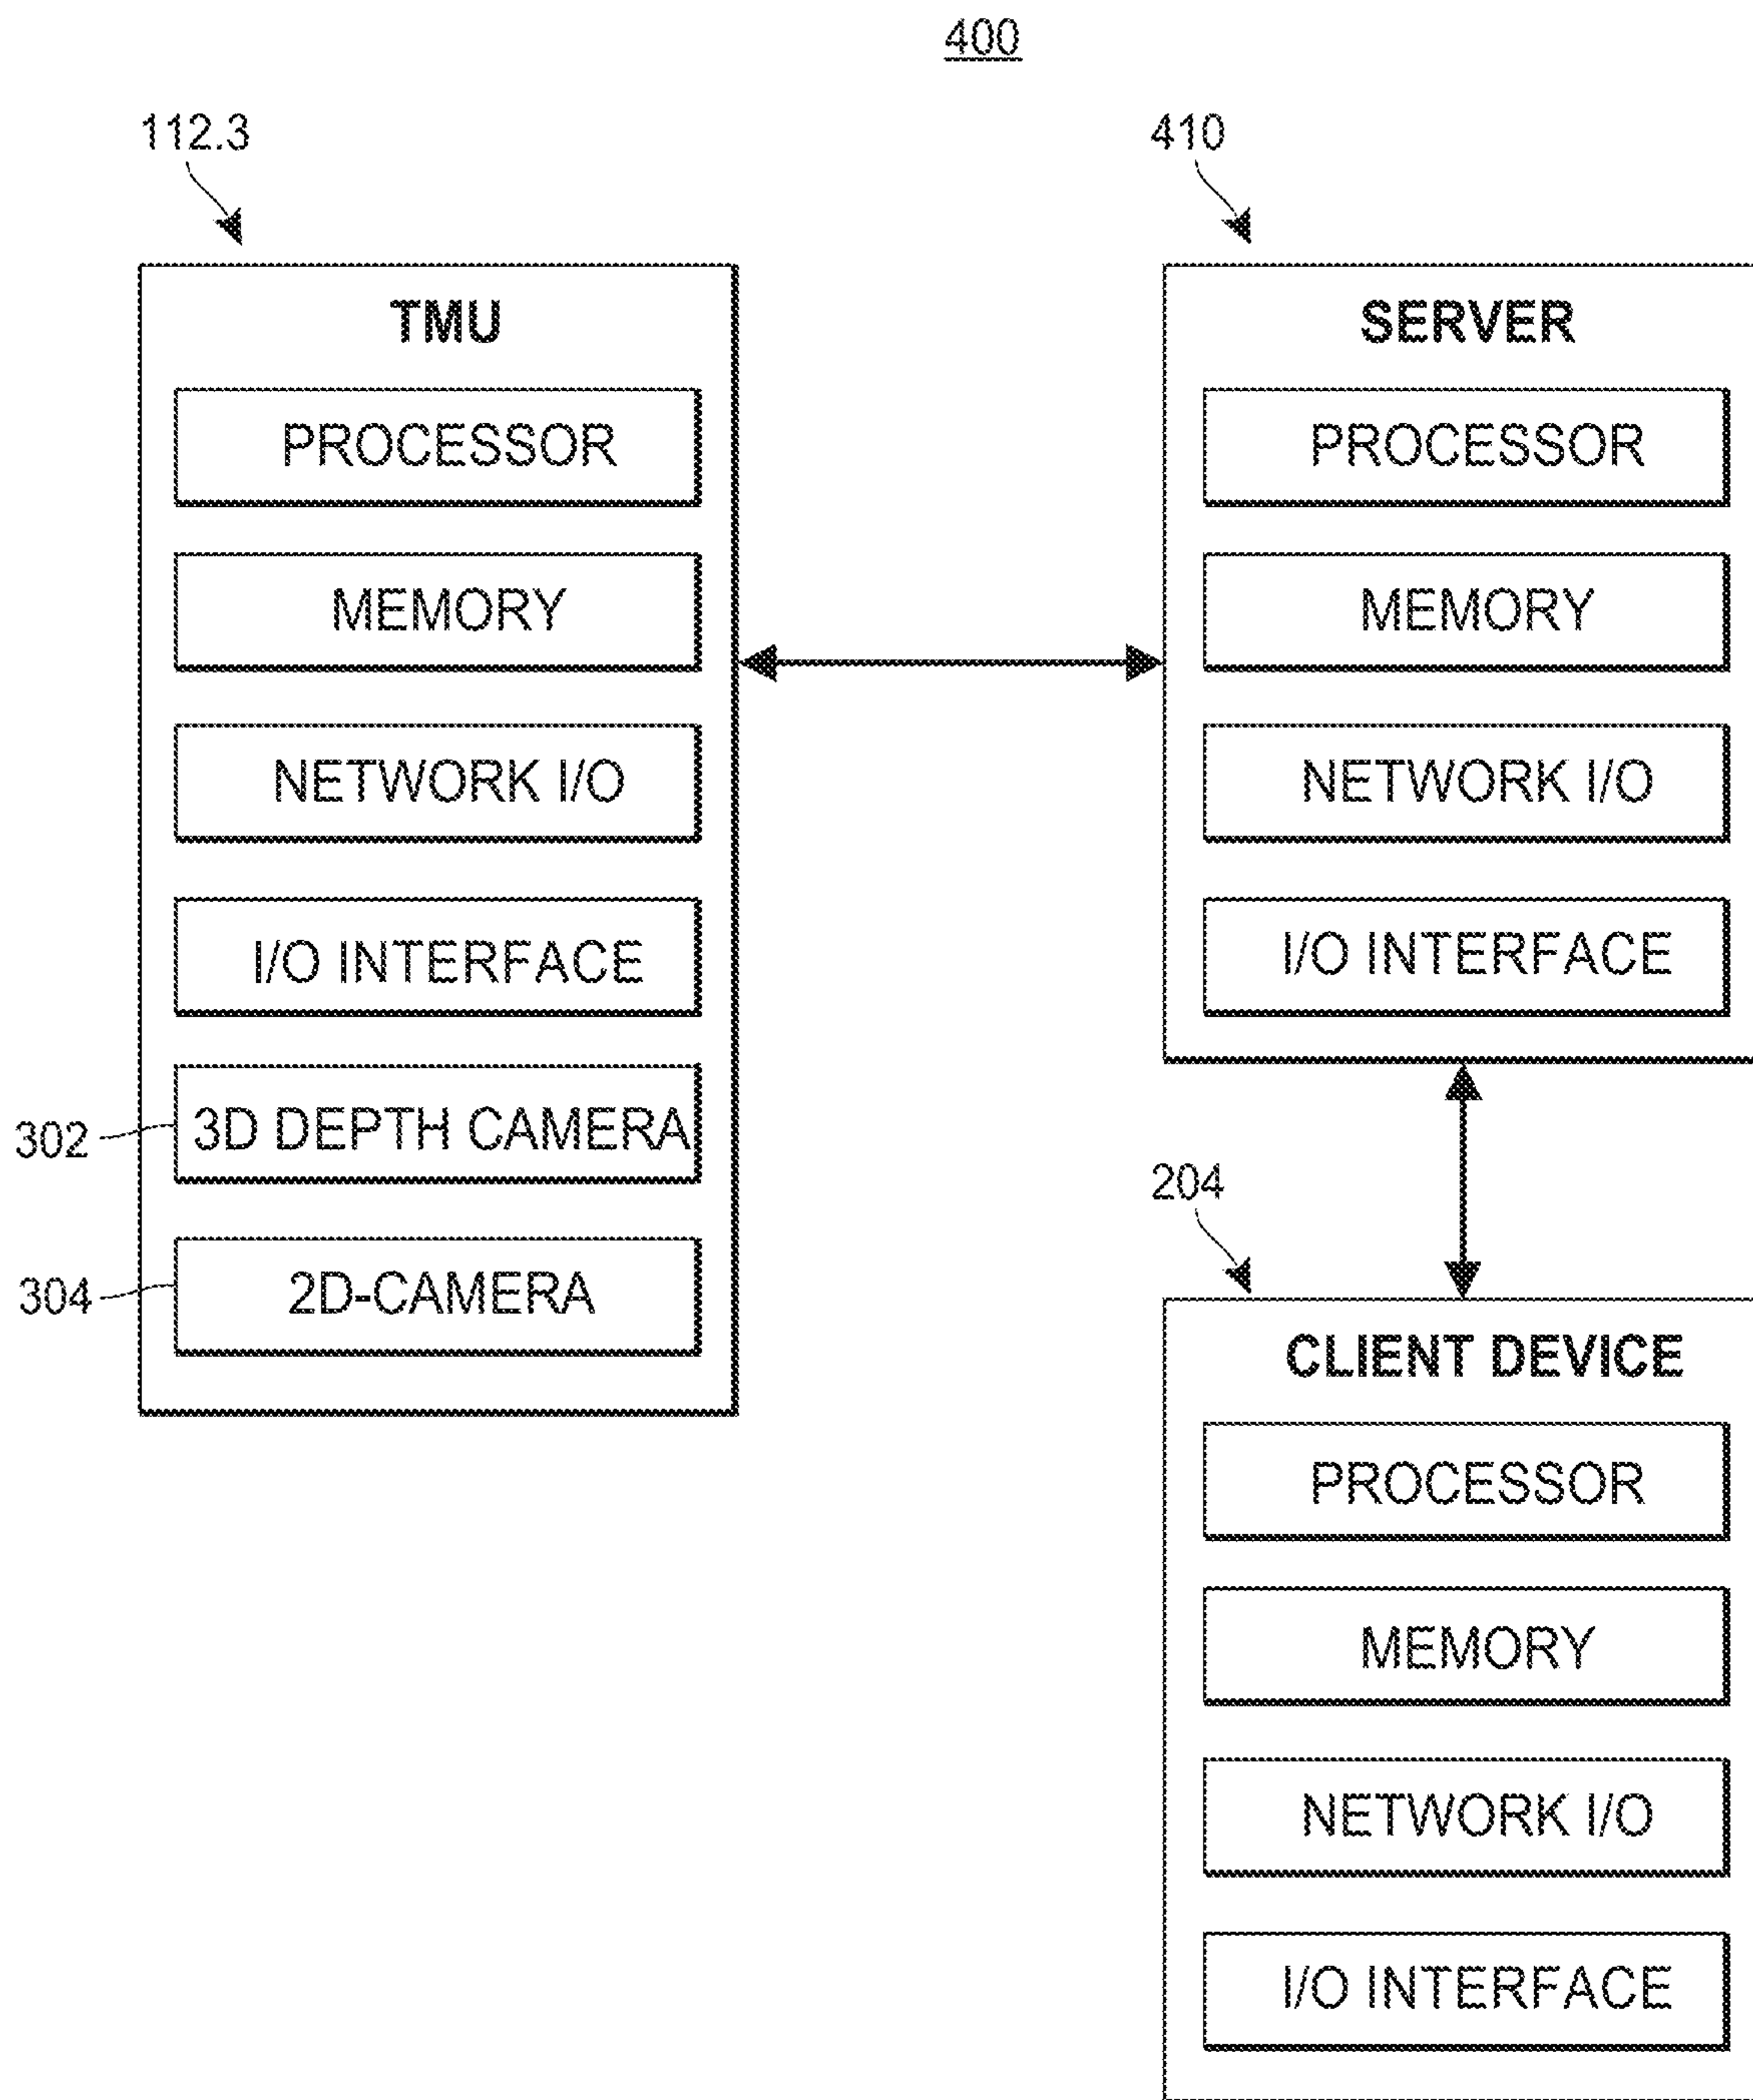 400
112.3
TMU
PROCESSOR
MEMORY
NETWORK I/O
I/O INTERFACE
302
3D DEPTH CAMERA
304
2D-CAMERA
410
SERVER
PROCESSOR
MEMORY
NETWORK I/O
I/O INTERFACE
204
CLIENT DEVICE
PROCESSOR
MEMORY
NETWORK I/O
I/O INTERFACE